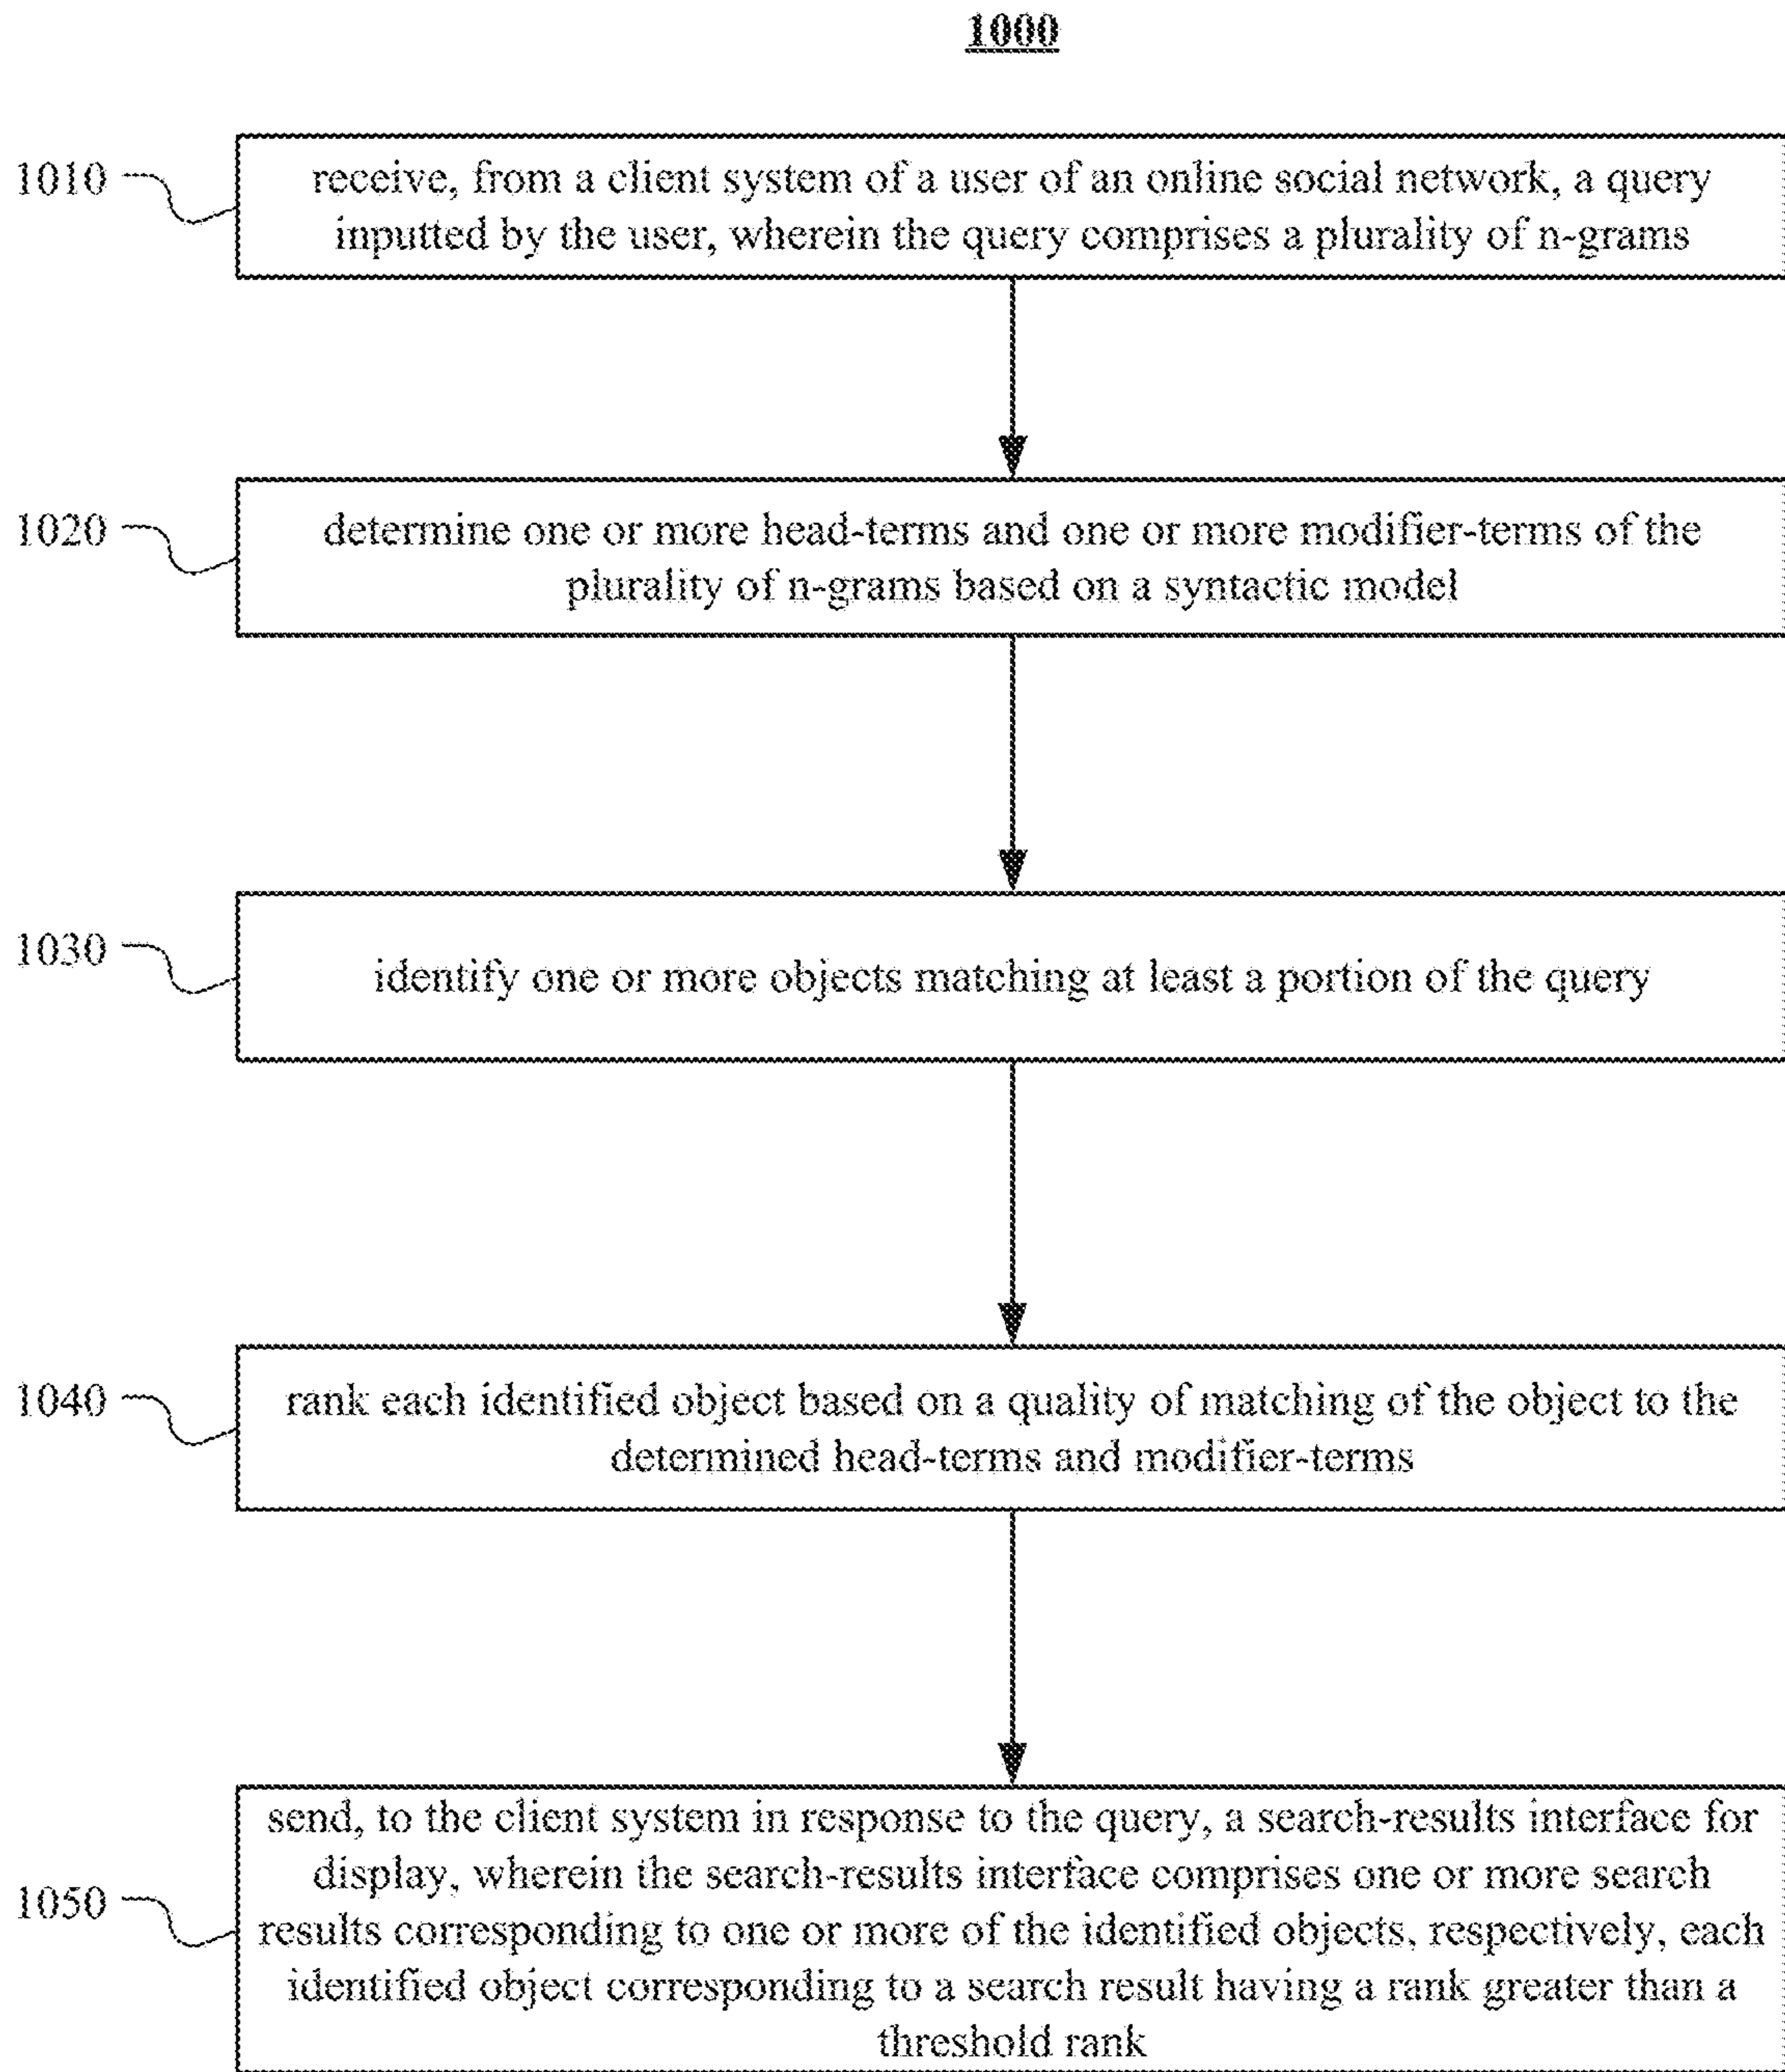 1000
1010
receive, from a client system of a user of an online social network, a query
inputted by the user, wherein the query comprises a plurality of n-grams
1020
determine one or more head-terms and one or more modifier-terms of the
plurality of n-grams based on a syntactic model
1030
identify one or more objects matching at least a portion of the query
1040
rank each identified object based on a quality of matching of the object to the
determined head-terms and modifier-terms
1050
send, to the client system in response to the query, a search-results interface for
display, wherein the search-results interface comprises one or more search
results corresponding to one or more of the identified objects, respectively, each
identified object corresponding to a search result having a rank greater than a
threshold rank